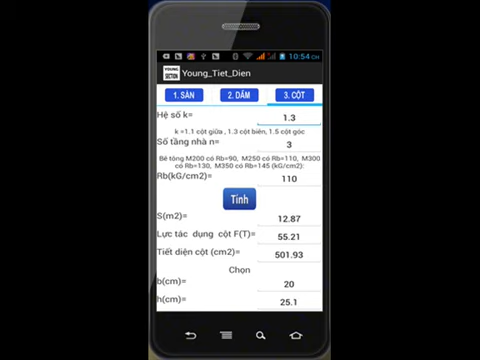 10:54 CH
YOUNG SECTION
Young_Tiet_Dien
1. SÀN 2. DẦM 3. CỘT
Hệ số k= 1.3
k =1.1 cột giữa , 1.3 cột biên, 1.5 cột góc
Số tầng nhà n= 3
Bê tông M200 có Rb=90, M250 có Rb=110, M300
có Rb=130, M350 có Rb=145 (kG/cm2):
Rb(kG/cm2)= 110
Tính
S(m2)= 12.87
Lực tác dụng cột F(T)= 55.21
Tiết diện cột (cm2)= 501.93
Chọn
b(cm)= 20
h(cm)= 25.1